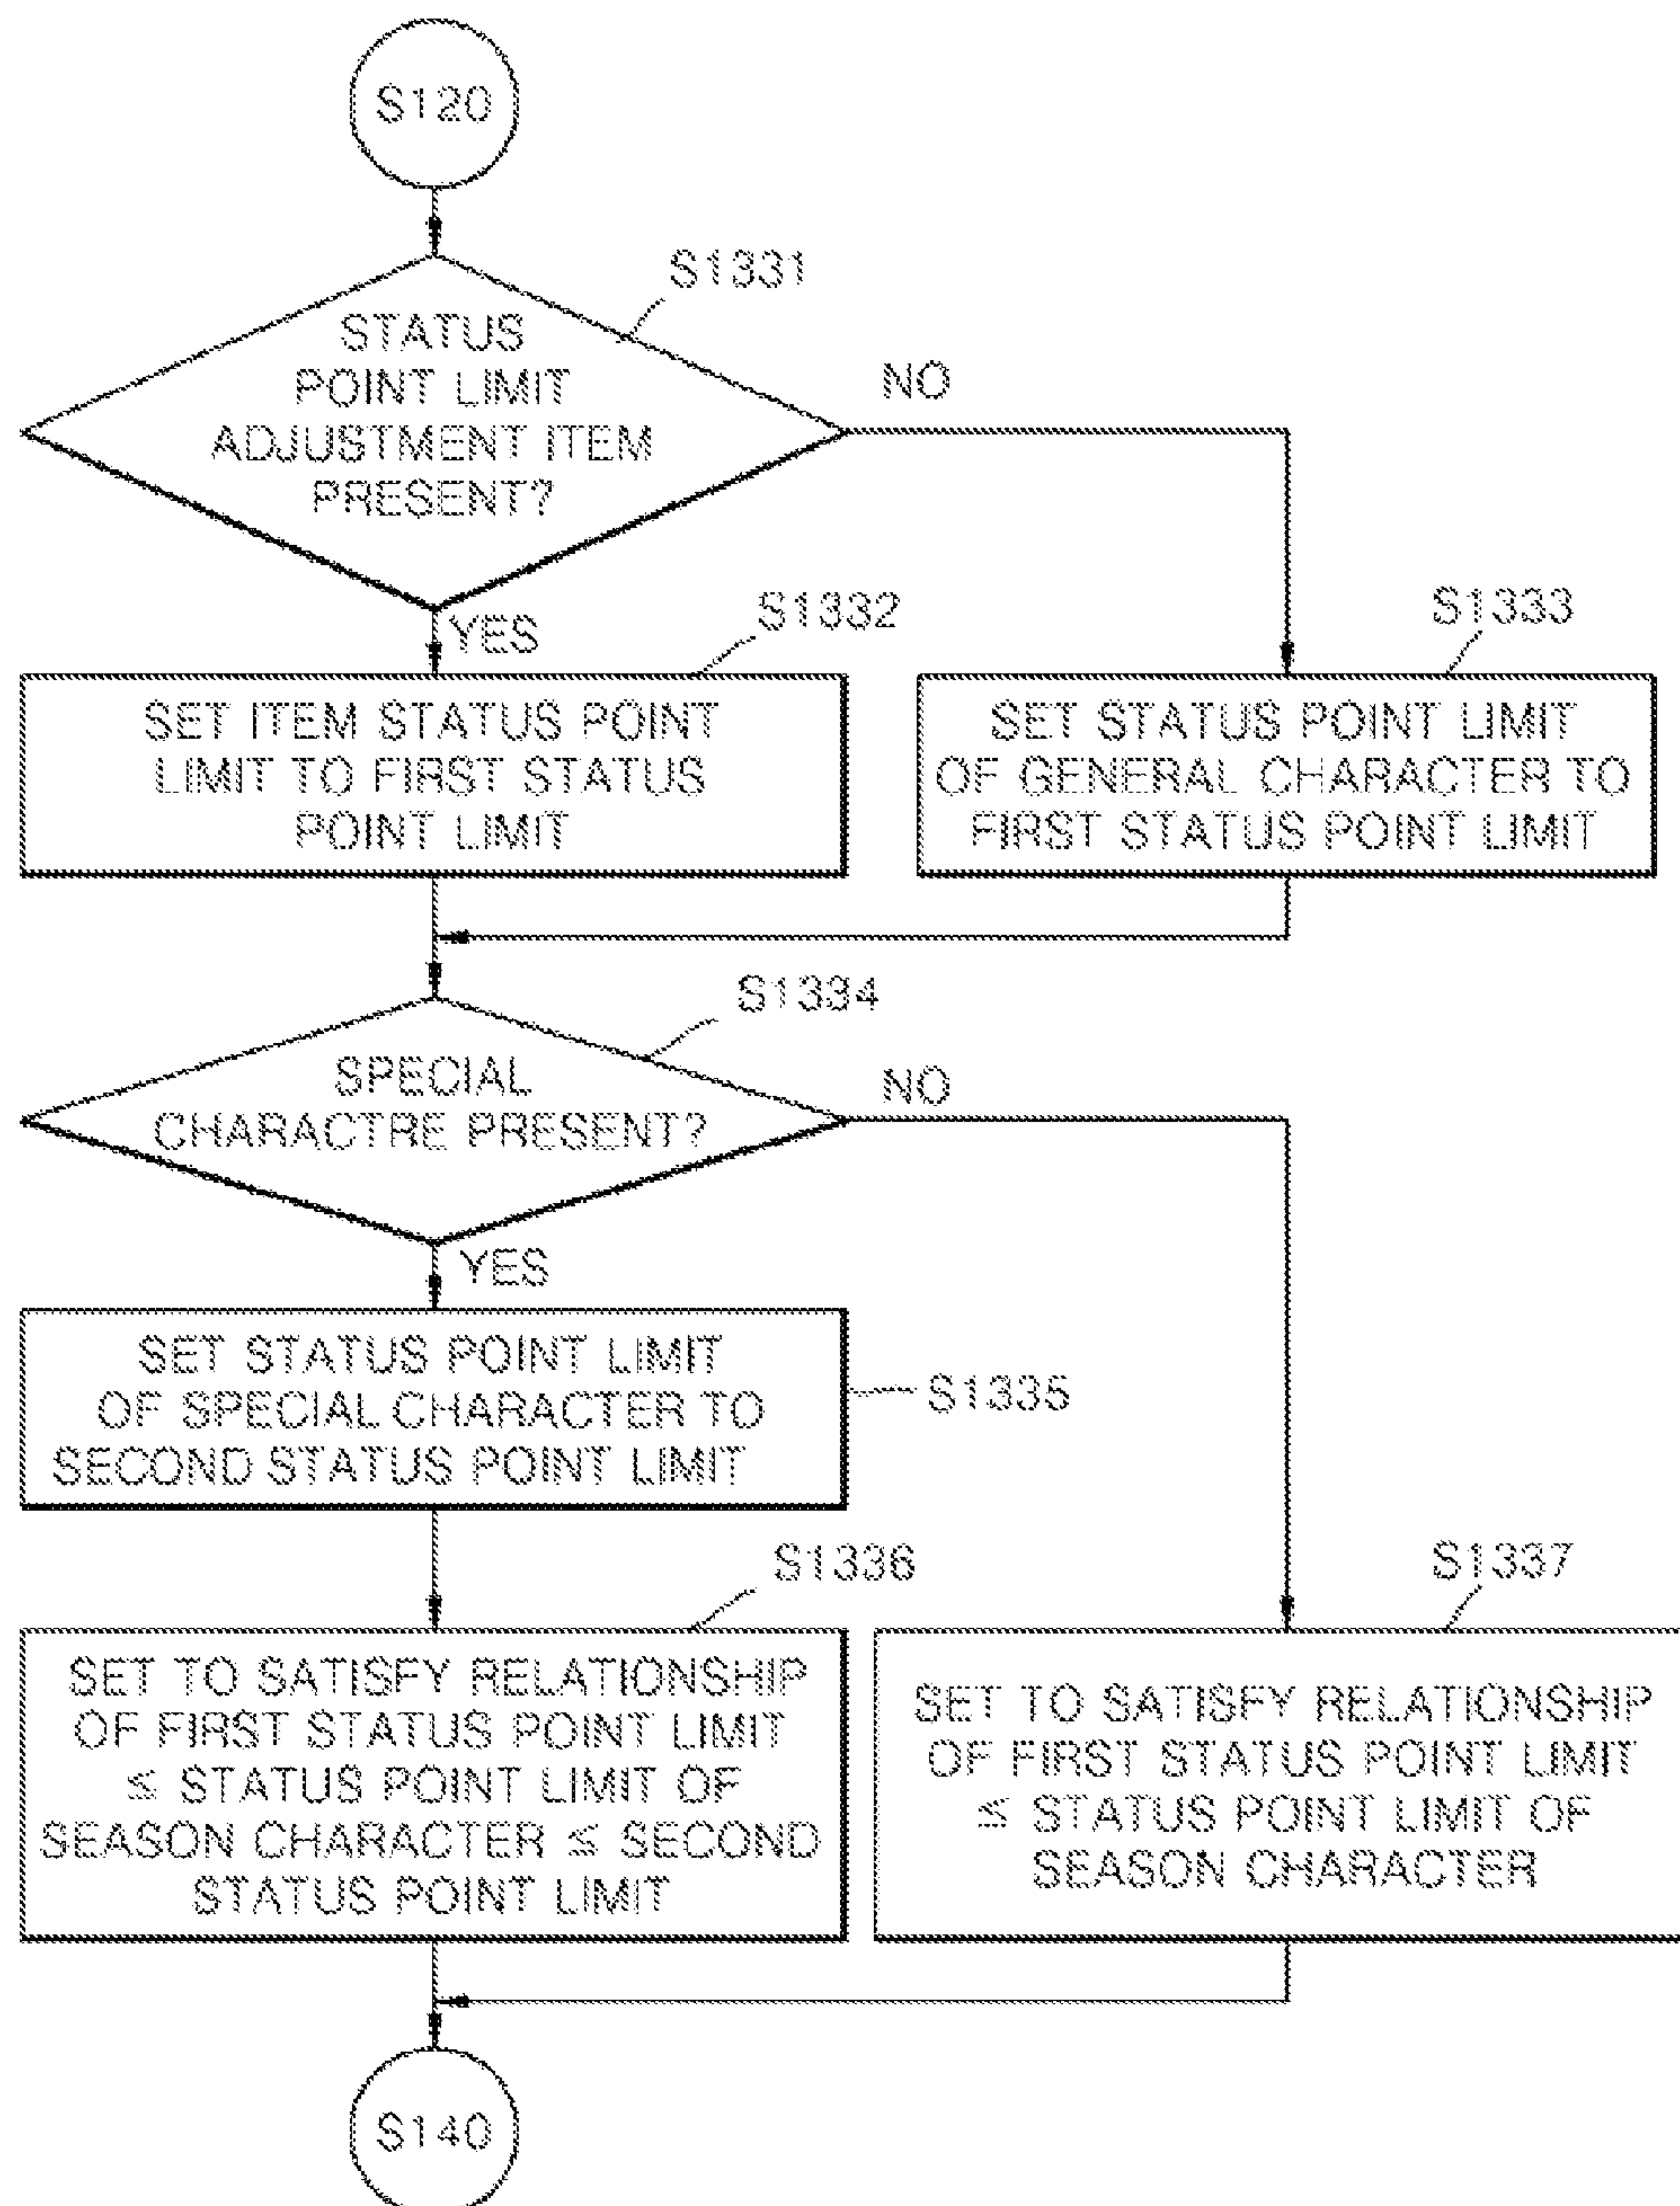 S120
S1331
STATUS
POINT LIMIT
ADJUSTMENT ITEM
PRESENT?
NO
YES
S1332
SET ITEM STATUS POINT
LIMIT TO FIRST STATUS
POINT LIMIT
S1333
SET STATUS POINT LIMIT
OF GENERAL CHARACTER TO
FIRST STATUS POINT LIMIT
S1334
SPECIAL
CHARACTRE PRESENT?
NO
YES
SET STATUS POINT LIMIT
OF SPECIAL CHARACTER TO
SECOND STATUS POINT LIMIT
S1335
S1336
SET TO SATISFY RELATIONSHIP
OF FIRST STATUS POINT LIMIT
≤ STATUS POINT LIMIT OF
SEASON CHARACTER ≤ SECOND
STATUS POINT LIMIT
S1337
SET TO SATISFY RELATIONSHIP
OF FIRST STATUS POINT LIMIT
≤ STATUS POINT LIMIT OF
SEASON CHARACTER
S140